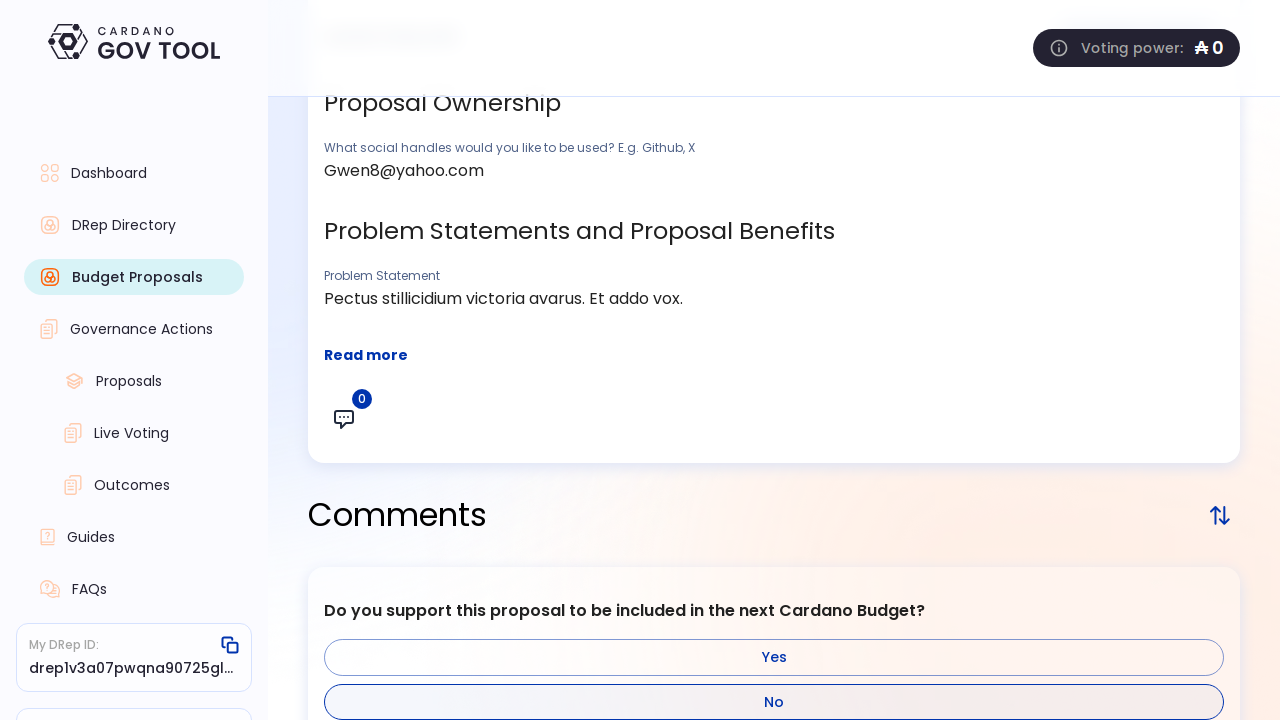 CARDANO
GOV TOOL
Voting power: ₳ 0
Dashboard
DRep Directory
Budget Proposals
Governance Actions
Proposals
Live Voting
Outcomes
Guides
FAQs
My DRep ID:
drep1v3a07pwqna90725gl...
Proposal Ownership
What social handles would you like to be used? E.g. Github, X
Gwen8@yahoo.com
Problem Statements and Proposal Benefits
Problem Statement
Pectus stillicidium victoria avarus. Et addo vox.
Read more
0
Comments
Do you support this proposal to be included in the next Cardano Budget?
Yes
No